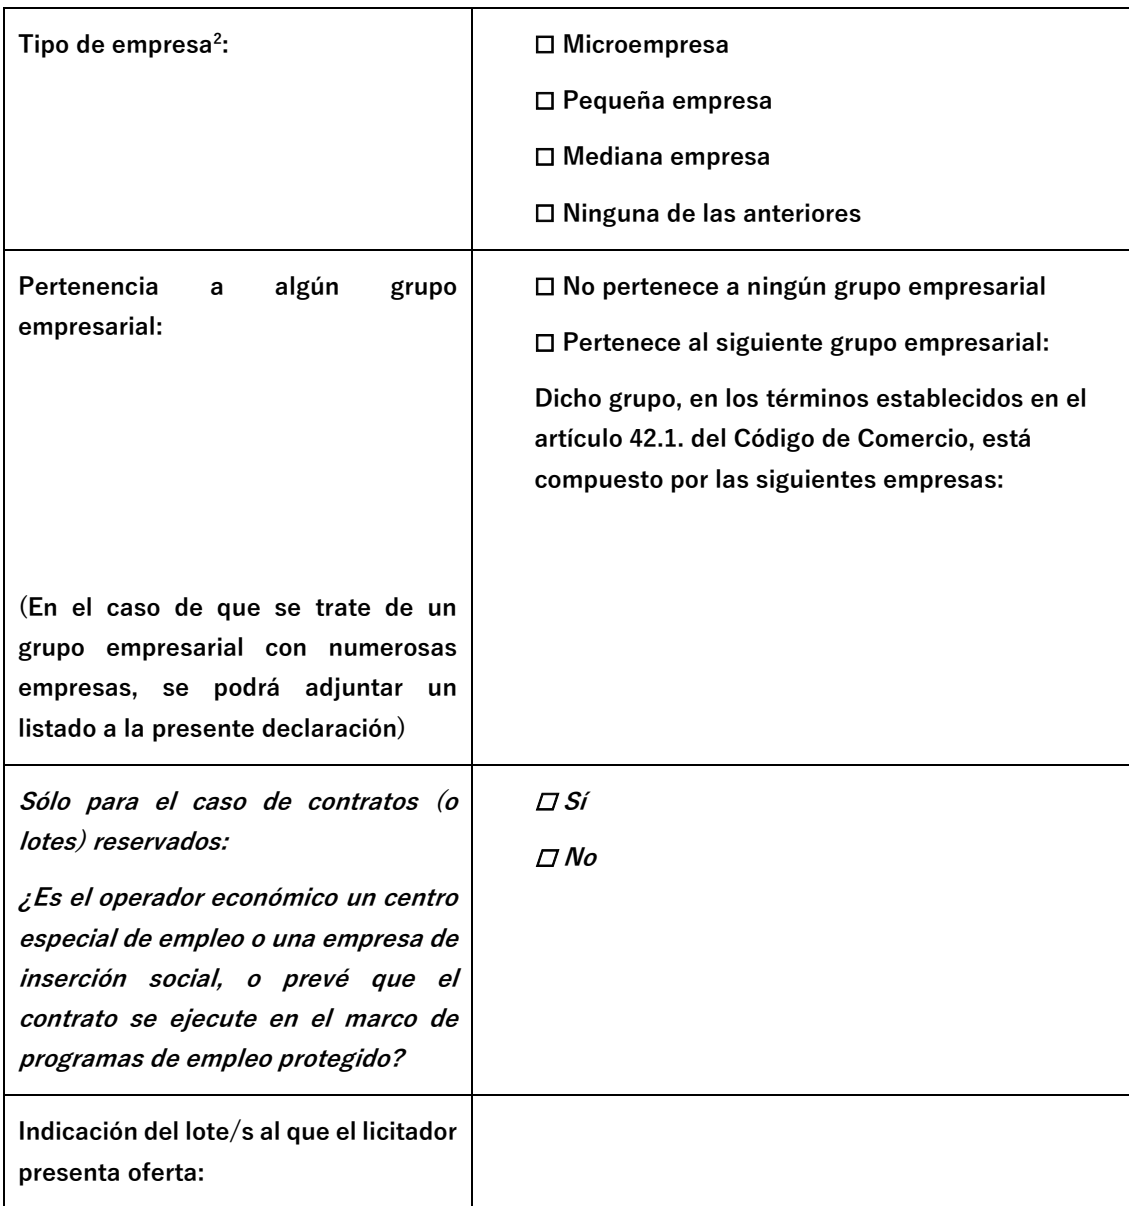 Tipo de empresa²:
☐ Microempresa
☐ Pequeña empresa
☐ Mediana empresa
☐ Ninguna de las anteriores
Pertenencia a algún grupo
empresarial:
(En el caso de que se trate de un
grupo empresarial con numerosas
empresas, se podrá adjuntar un
listado a la presente declaración)
☐ No pertenece a ningún grupo empresarial
☐ Pertenece al siguiente grupo empresarial:
Dicho grupo, en los términos establecidos en el
artículo 42.1. del Código de Comercio, está
compuesto por las siguientes empresas:
Sólo para el caso de contratos (o
lotes) reservados:
¿Es el operador económico un centro
especial de empleo o una empresa de
inserción social, o prevé que el
contrato se ejecute en el marco de
programas de empleo protegido?
☐ Sí
☐ No
Indicación del lote/s al que el licitador
presenta oferta: